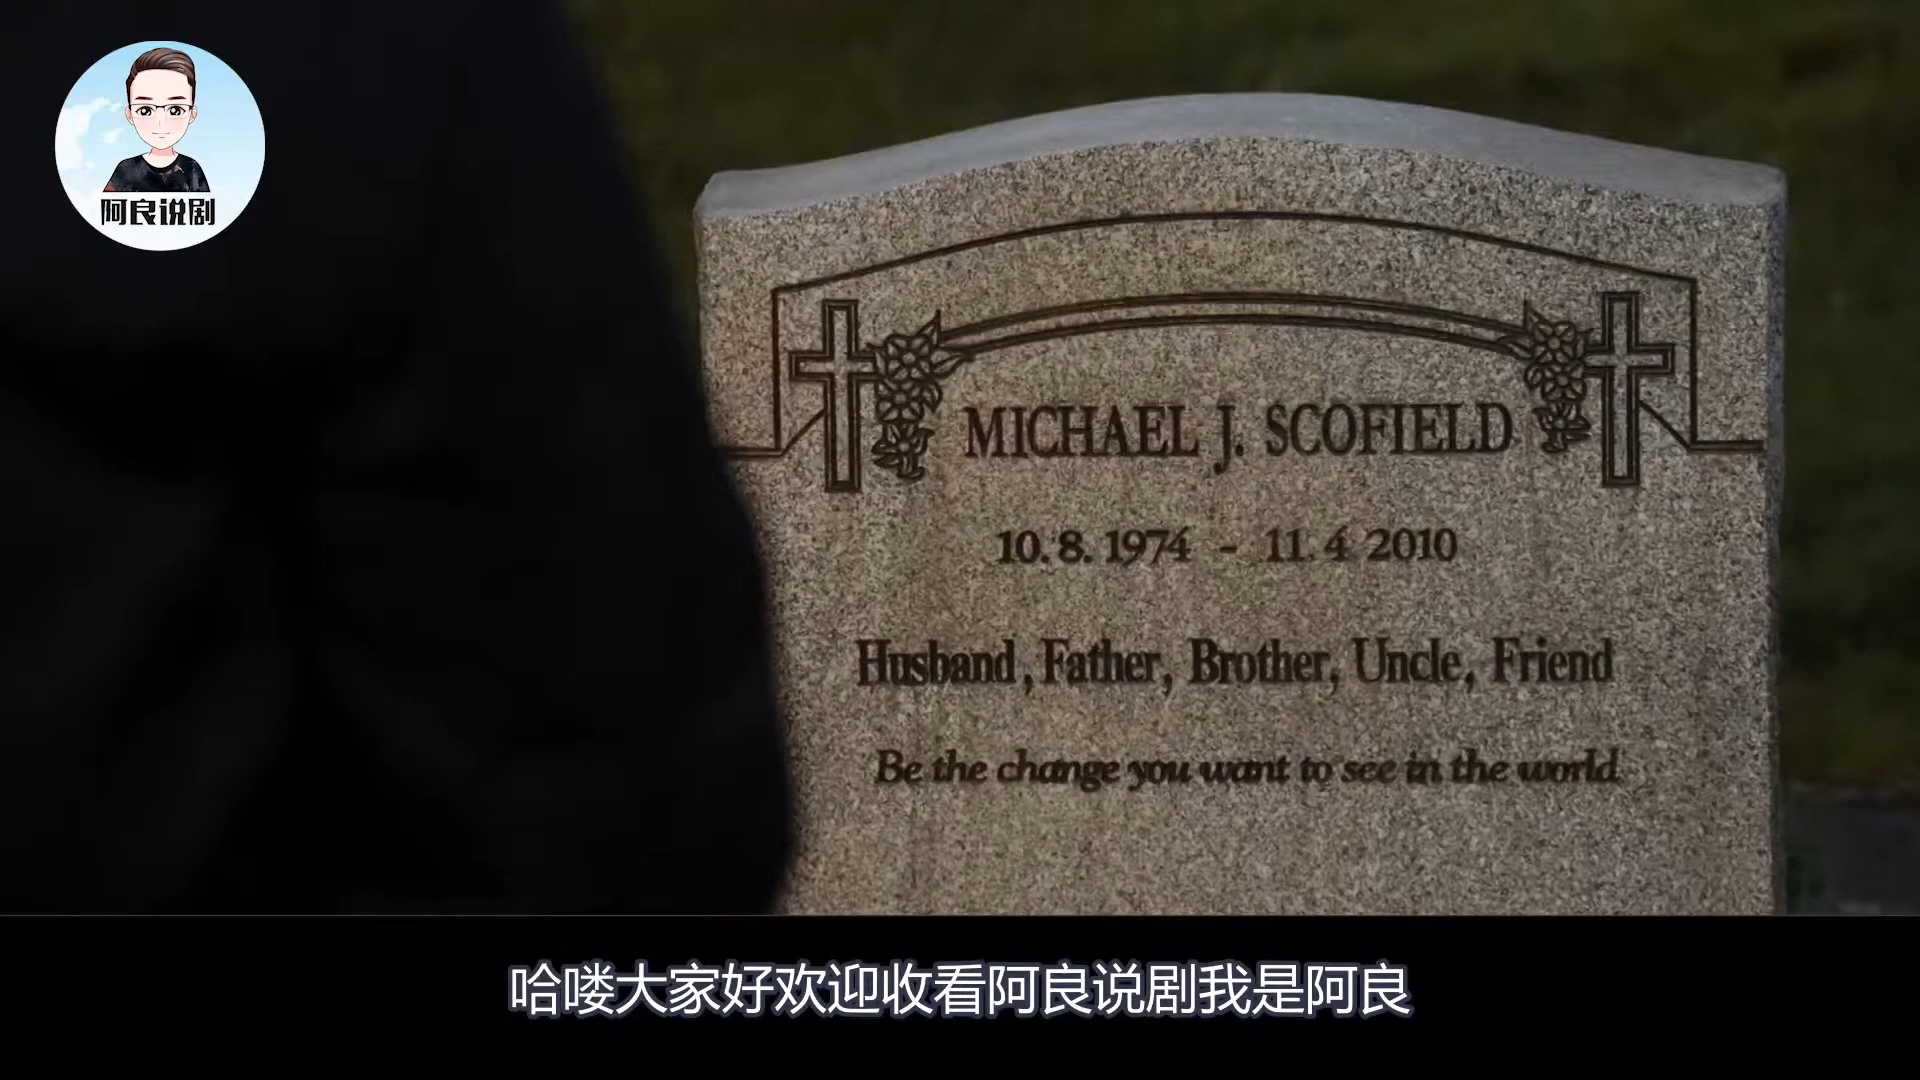 阿良说剧
MICHAEL J. SCOFIELD
10.8.1974 - 11.4 2010
Husband, Father, Brother, Uncle, Friend
Be the change you want to see in the world
哈喽大家好欢迎收看阿良说剧我是阿良